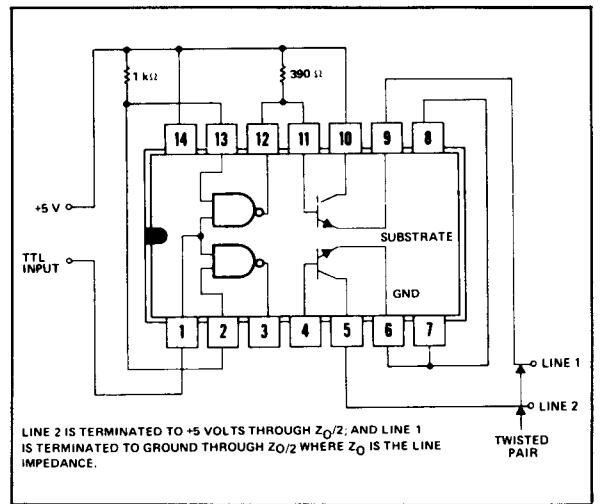 1 kΩ
390 Ω
14 13 12 11 10 9 8
+5 V
SUBSTRATE
TTL
INPUT
GND
1 2 3 4 5 6 7
LINE 1
LINE 2
TWISTED
PAIR
LINE 2 IS TERMINATED TO +5 VOLTS THROUGH ZO/2; AND LINE 1
IS TERMINATED TO GROUND THROUGH ZO/2 WHERE ZO IS THE LINE
IMPEDANCE.